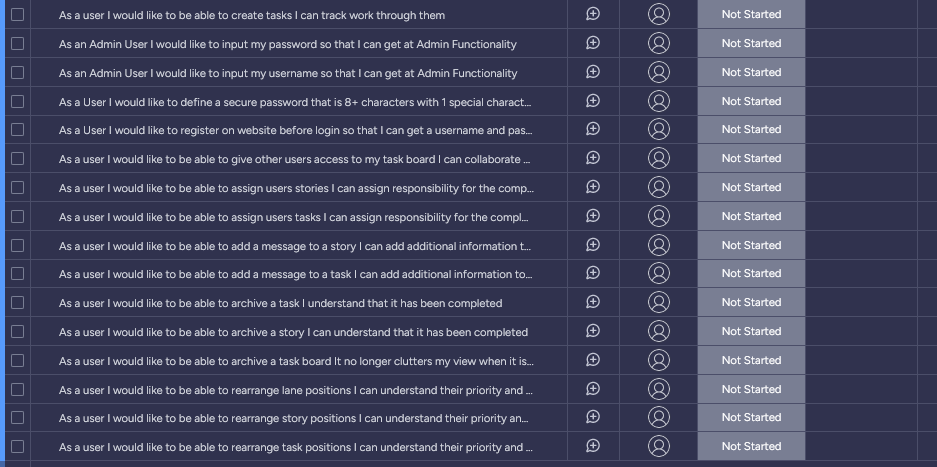 As a user I would like to be able to create tasks I can track work through them
Not Started
As an Admin User I would like to input my password so that I can get at Admin Functionality
Not Started
As an Admin User I would like to input my username so that I can get at Admin Functionality
Not Started
As a User I would like to define a secure password that is 8+ characters with 1 special charact...
Not Started
As a User I would like to register on website before login so that I can get a username and pas...
Not Started
As a user I would like to be able to give other users access to my task board I can collaborate ...
Not Started
As a user I would like to be able to assign users stories I can assign responsibility for the comp...
Not Started
As a user I would like to be able to assign users tasks I can assign responsibility for the compl...
Not Started
As a user I would like to be able to add a message to a story I can add additional information t...
Not Started
As a user I would like to be able to add a message to a task I can add additional information to...
Not Started
As a user I would like to be able to archive a task I understand that it has been completed
Not Started
As a user I would like to be able to archive a story I can understand that it has been completed
Not Started
As a user I would like to be able to archive a task board It no longer clutters my view when it is...
Not Started
As a user I would like to be able to rearrange lane positions I can understand their priority and ...
Not Started
As a user I would like to be able to rearrange story positions I can understand their priority an...
Not Started
As a user I would like to be able to rearrange task positions I can understand their priority and ...
Not Started